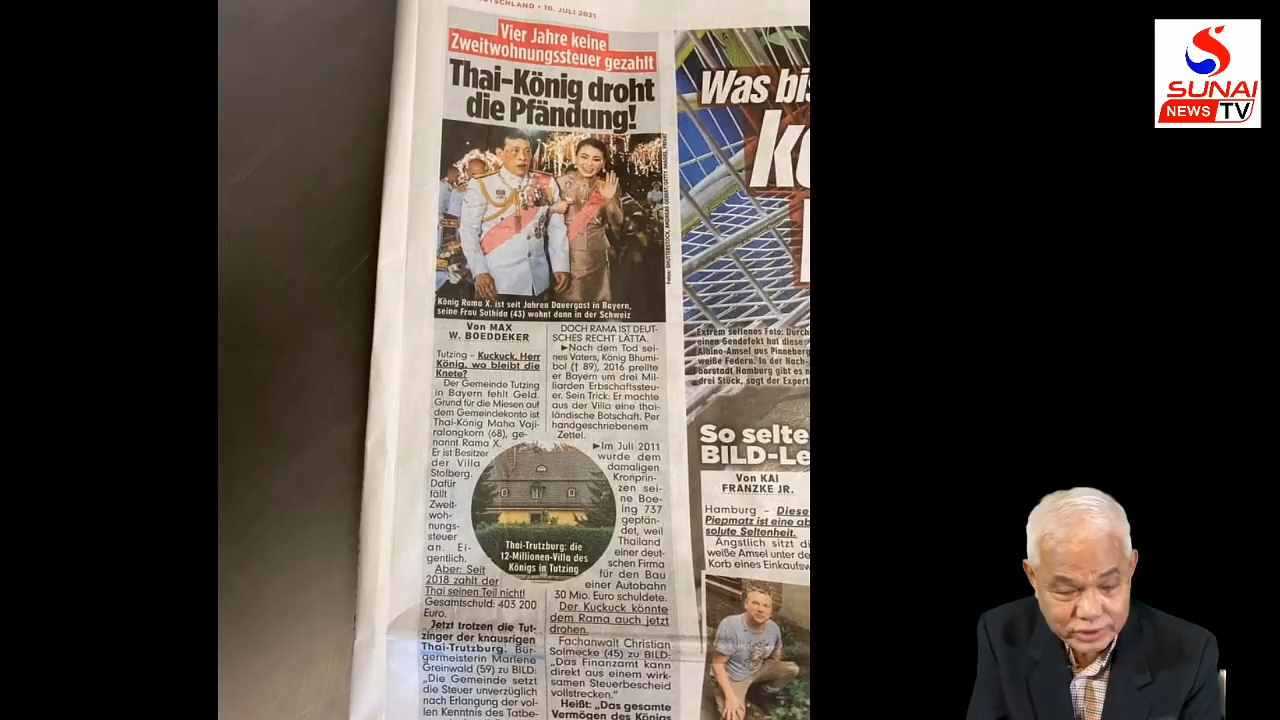 DEUTSCHLAND • 10. JULI 2021
Vier Jahre keine
Zweitwohnungssteuer gezahlt
Thai-König droht
die Pfändung!
Fotos: SHUTTERSTOCK, ANDREAS GEBERT/GETTY IMAGES, PRIVAT
König Rama X. ist seit Jahren Dauergast in Bayern,
seine Frau Suthida (43) wohnt dann in der Schweiz
Von MAX
W. BOEDDEKER
Tutzing – Kuckuck, Herr
König, wo bleibt die
Knete?
Der Gemeinde Tutzing
in Bayern fehlt Geld.
Grund für die Miesen auf
dem Gemeindekonto ist
Thai-König Maha Vaji-
ralongkorn (68), ge-
nannt Rama X.
Er ist Besitzer
der Villa
Stolberg.
Dafür
fällt
Zweit-
woh-
nungs-
steuer
an. Ei-
gentlich.
Aber: Seit
2018 zahlt der
Thai seinen Teil nicht!
Gesamtschuld: 403 200
Euro.
Jetzt trotzen die Tut-
zinger der knausrigen
Thai-Trutzburg. Bür-
germeisterin Marlene
Greinwald (59) zu BILD:
„Die Gemeinde setzt
die Steuer unverzüglich
nach Erlangung der vol-
len Kenntnis des Tatbe-
DOCH RAMA IST DEUT-
SCHES RECHT LATTA.
►Nach dem Tod sei-
nes Vaters, König Bhumi-
bol († 89), 2016 prellte
er Bayern um drei Mil-
liarden Erbschaftssteu-
er. Sein Trick: Er machte
aus der Villa eine thai-
ländische Botschaft. Per
handgeschriebenem
Zettel.
►Im Juli 2011
wurde dem
damaligen
Kronprin-
zen sei-
ne Boe-
ing 737
gepfän-
det, weil
Thailand
einer deut-
schen Firma
für den Bau
einer Autobahn
30 Mio. Euro schuldete.
Der Kuckuck könnte
dem Rama auch jetzt
drohen.
Fachanwalt Christian
Solmecke (45) zu BILD:
„Das Finanzamt kann
direkt aus einem wirk-
samen Steuerbescheid
vollstrecken.“
Heißt: „Das gesamte
Vermögen des Königs
Thai-Trutzburg: die
12-Millionen-Villa des
Königs in Tutzing
Was bi
k
Extrem seltenes Foto: Durch
einen Gendefekt hat diese
Albino-Amsel aus Pinneberg
weiße Federn. In der Nach-
barstadt Hamburg gibt es
drei Stück, sagt der Expert
So selte
BILD-Le
Von KAI
FRANZKE JR.
Hamburg – Diese
Piepmatz ist eine ab
solute Seltenheit.
Ängstlich sitzt di
weiße Amsel unter de
Korb eines Einkaufsw
SUNAI
NEWS TV